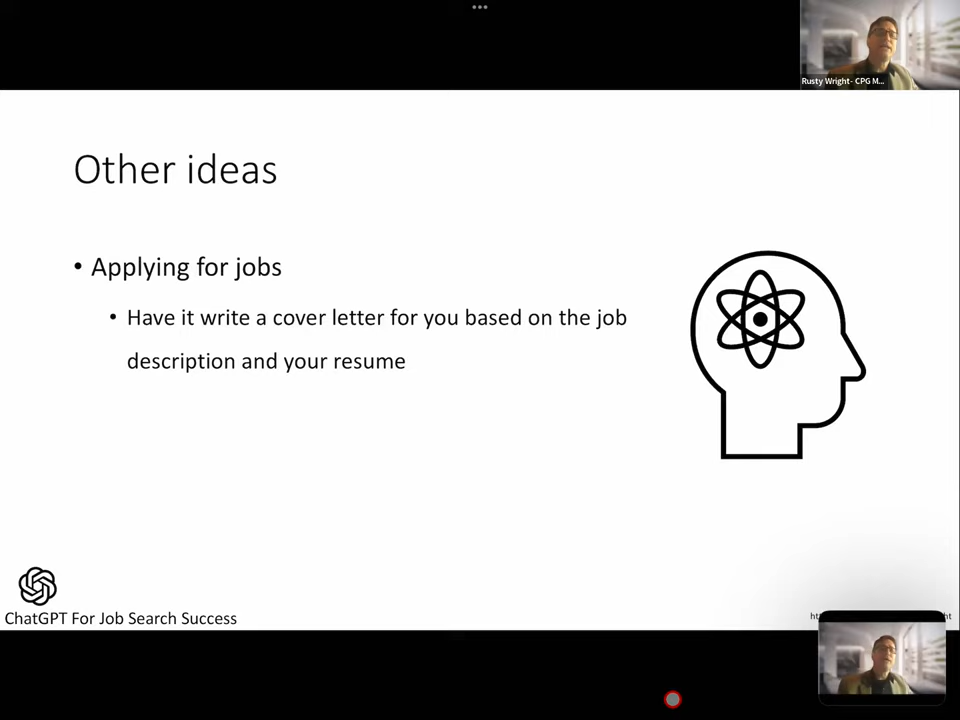 Rusty Wright- CPG M...
Other ideas
• Applying for jobs
• Have it write a cover letter for you based on the job
description and your resume
ChatGPT For Job Search Success